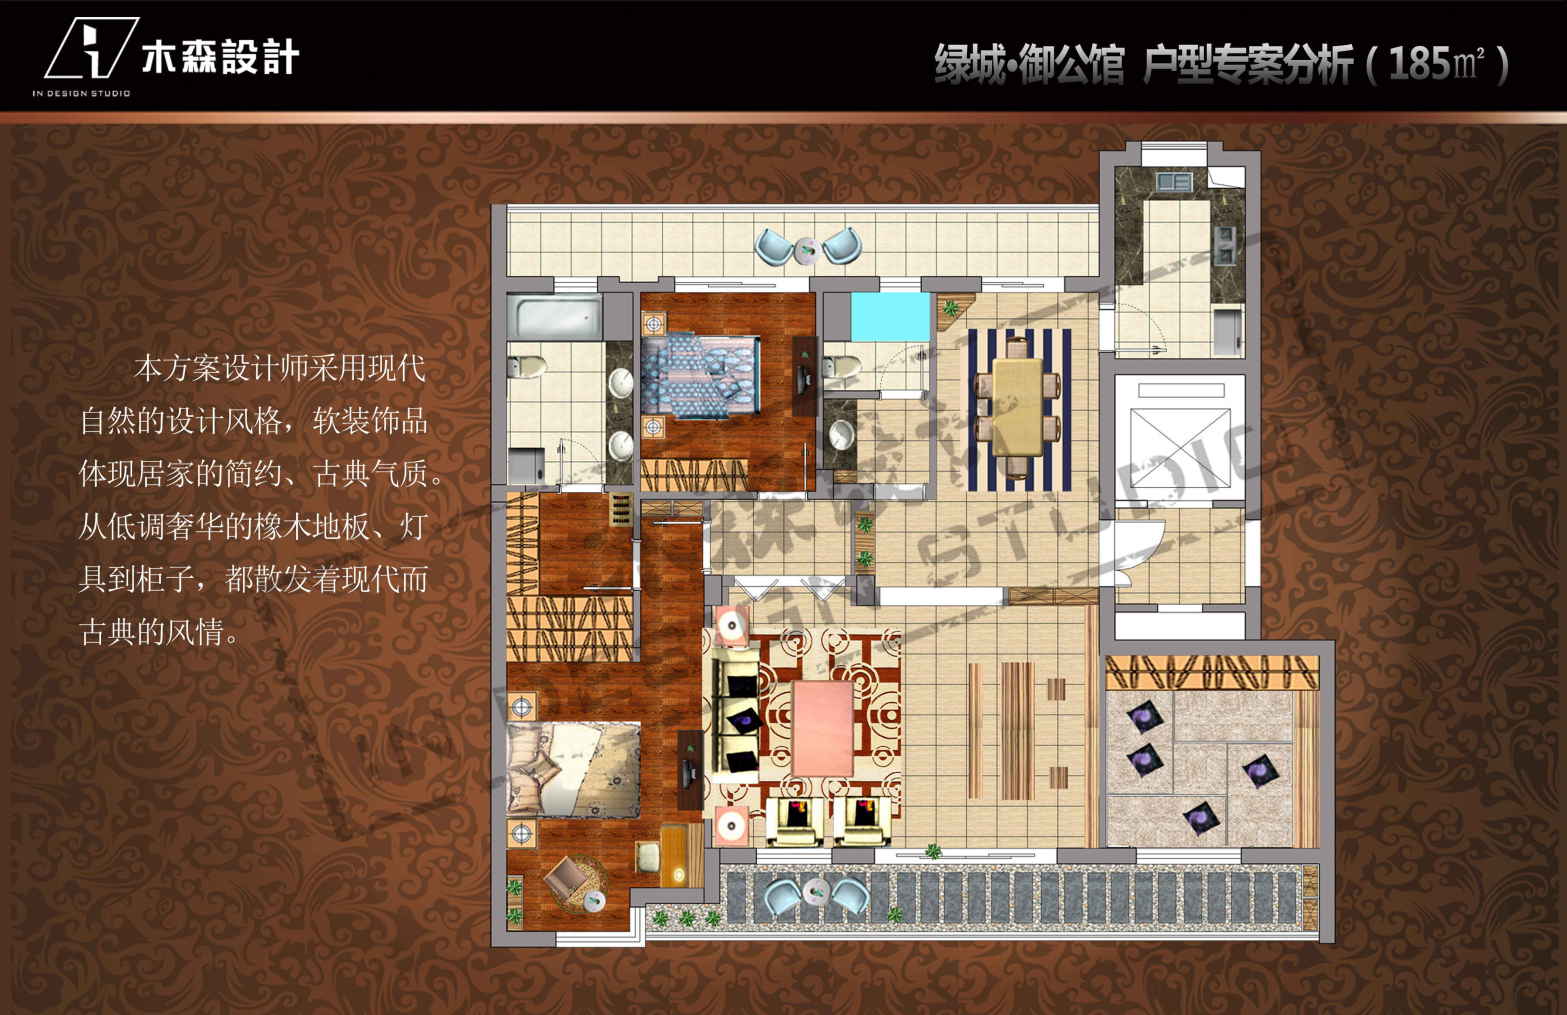 木森設計
IN DESIGN STUDIO
绿城·御公馆 户型专案分析（185㎡）
本方案设计师采用现代
自然的设计风格，软装饰品
体现居家的简约、古典气质。
从低调奢华的橡木地板、灯
具到柜子，都散发着现代而
古典的风情。
IN DESIGN STUDIO